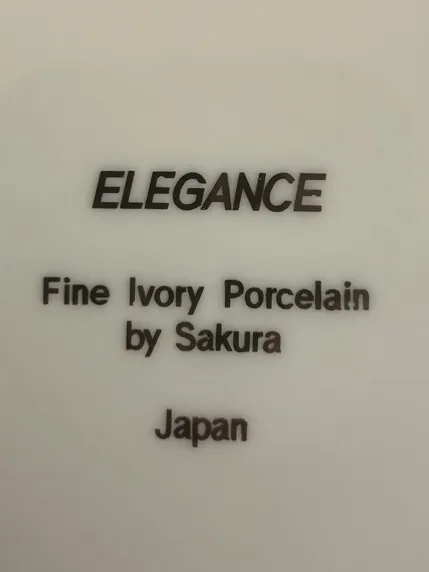 ELEGANCE
Fine Ivory Porcelain
by Sakura
Japan